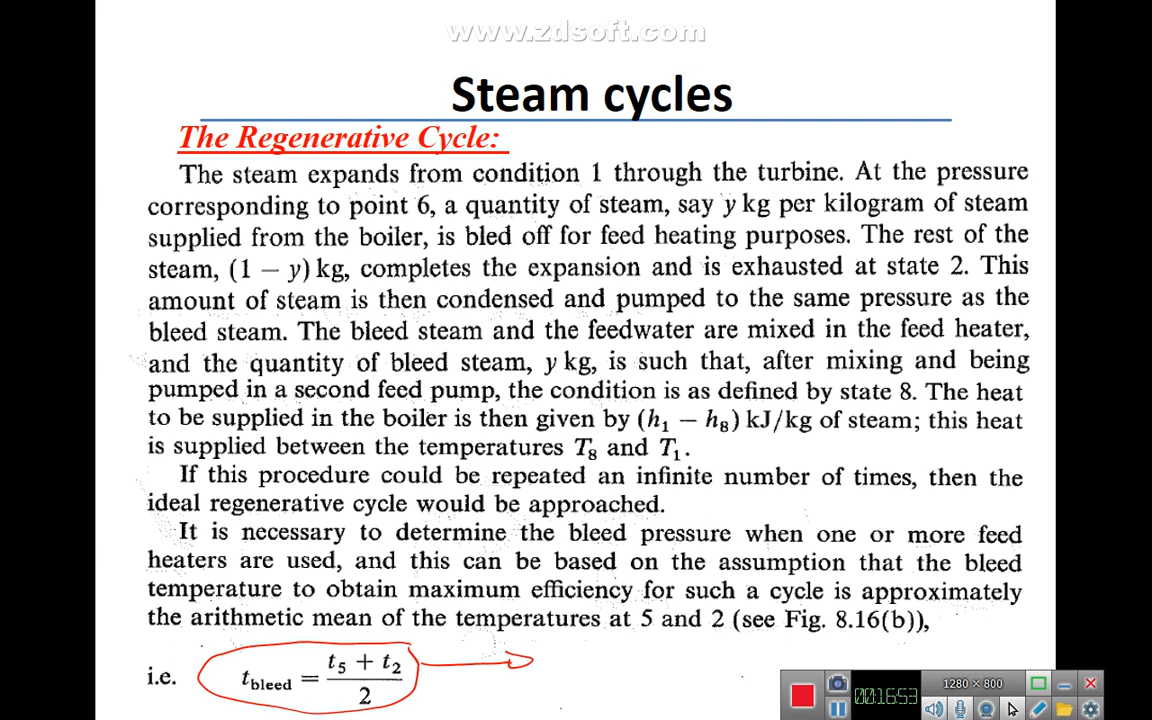 www.zdsoft.com
Steam cycles
The Regenerative Cycle:
The steam expands from condition 1 through the turbine. At the pressure
corresponding to point 6, a quantity of steam, say y kg per kilogram of steam
supplied from the boiler, is bled off for feed heating purposes. The rest of the
steam, (1 − y) kg, completes the expansion and is exhausted at state 2. This
amount of steam is then condensed and pumped to the same pressure as the
bleed steam. The bleed steam and the feedwater are mixed in the feed heater,
and the quantity of bleed steam, y kg, is such that, after mixing and being
pumped in a second feed pump, the condition is as defined by state 8. The heat
to be supplied in the boiler is then given by (h₁ − h₈) kJ/kg of steam; this heat
is supplied between the temperatures T₈ and T₁.
If this procedure could be repeated an infinite number of times, then the
ideal regenerative cycle would be approached.
It is necessary to determine the bleed pressure when one or more feed
heaters are used, and this can be based on the assumption that the bleed
temperature to obtain maximum efficiency for such a cycle is approximately
the arithmetic mean of the temperatures at 5 and 2 (see Fig. 8.16(b)),
i.e. t_bleed = (t₅ + t₂) / 2
1280 × 800
00:16:53